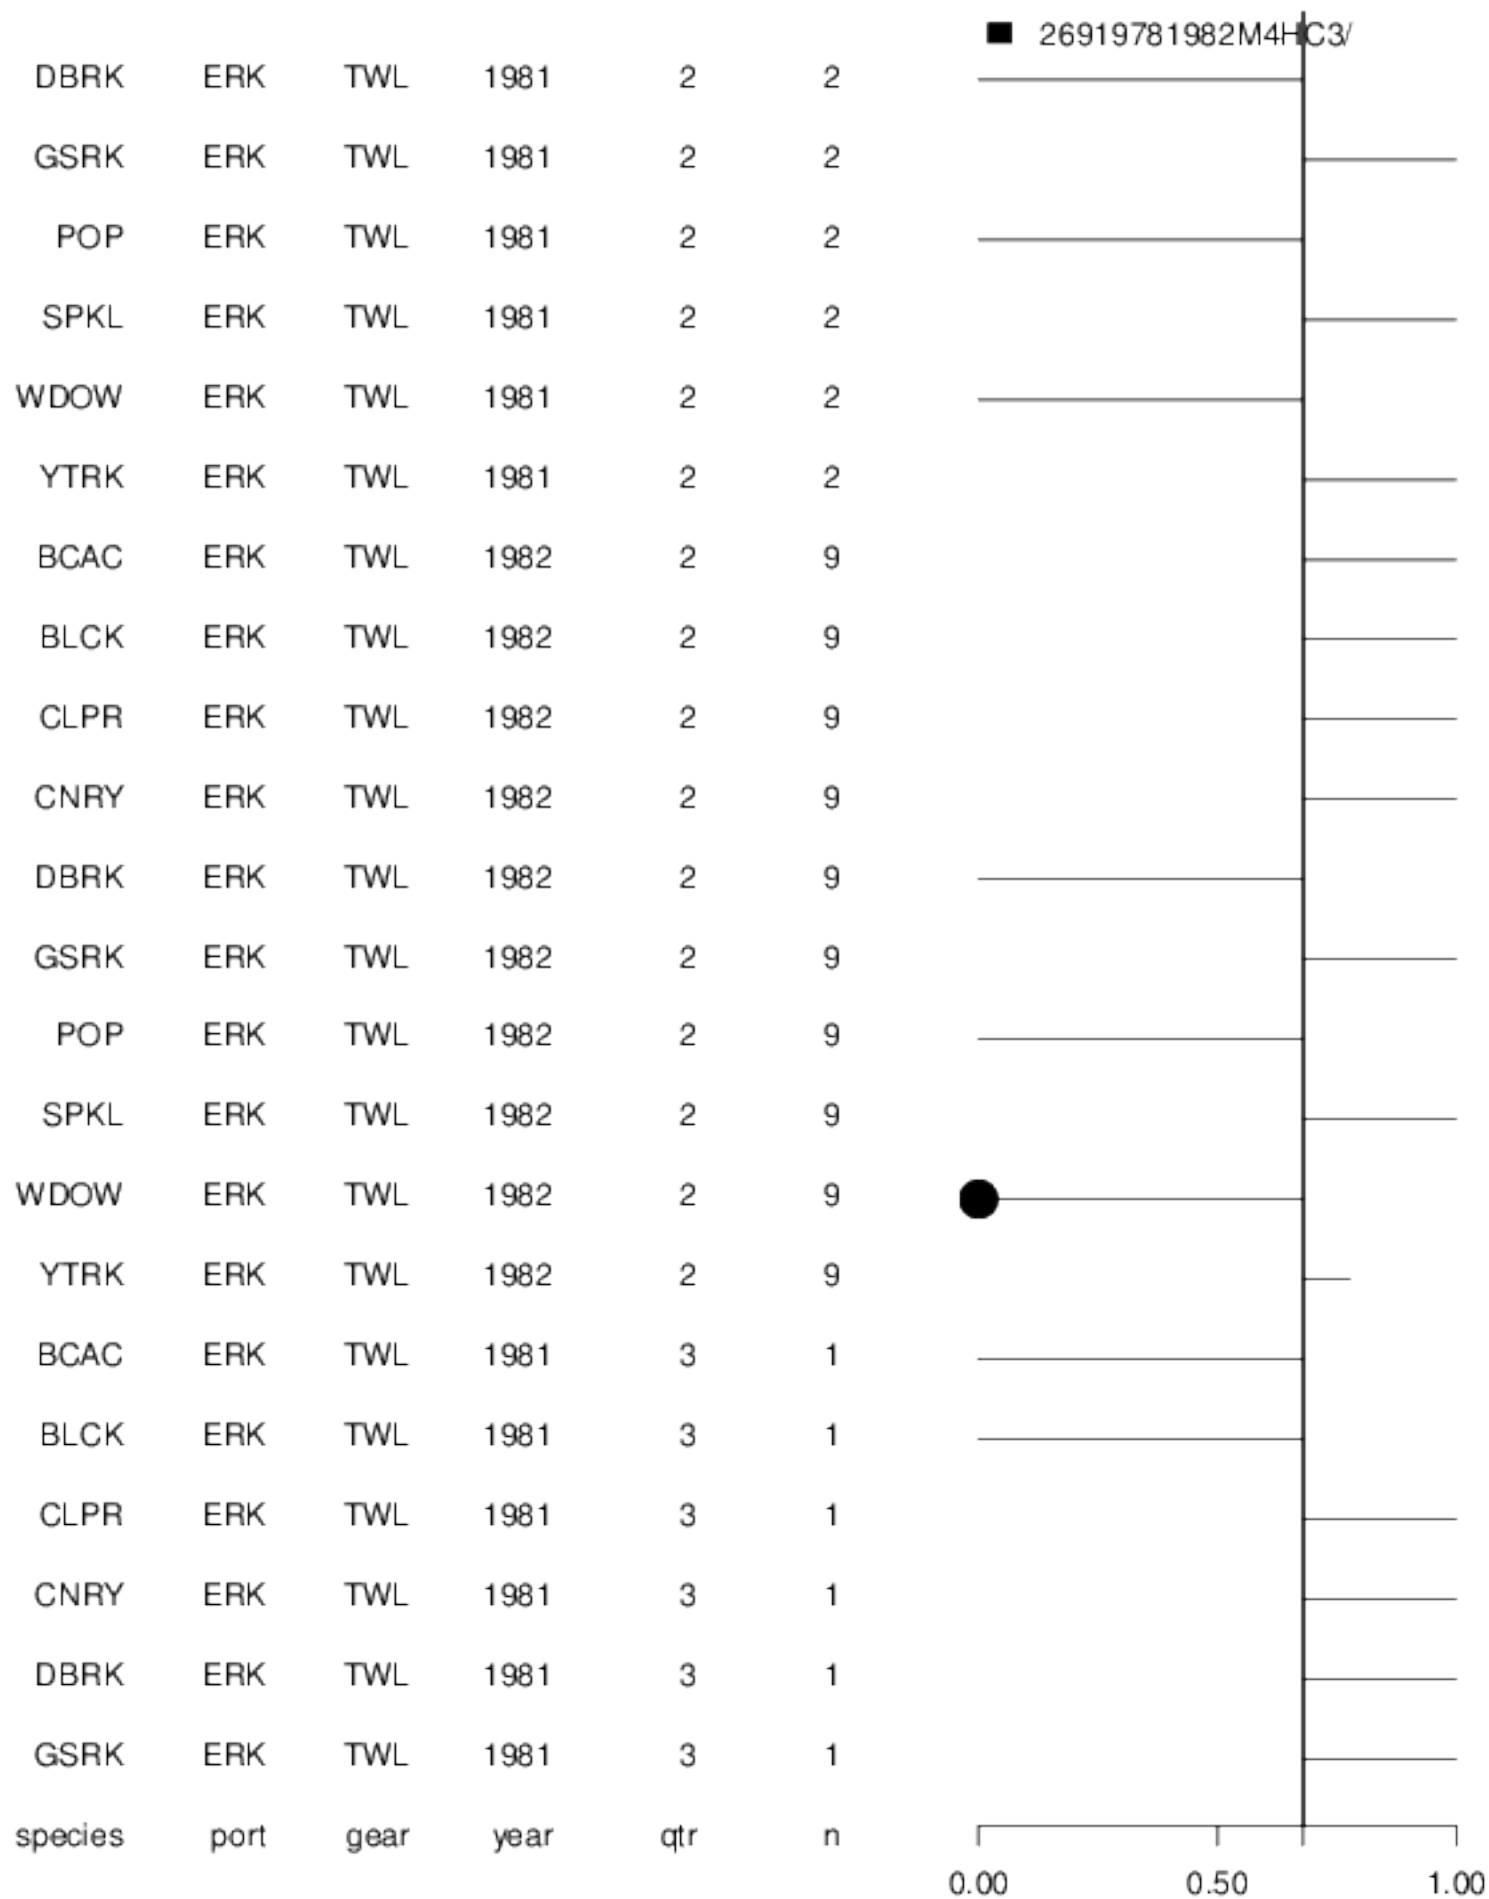 26919781982M4HC3/
DBRK ERK TWL 1981 2 2
GSRK ERK TWL 1981 2 2
POP ERK TWL 1981 2 2
SPKL ERK TWL 1981 2 2
WDOW ERK TWL 1981 2 2
YTRK ERK TWL 1981 2 2
BCAC ERK TWL 1982 2 9
BLCK ERK TWL 1982 2 9
CLPR ERK TWL 1982 2 9
CNRY ERK TWL 1982 2 9
DBRK ERK TWL 1982 2 9
GSRK ERK TWL 1982 2 9
POP ERK TWL 1982 2 9
SPKL ERK TWL 1982 2 9
WDOW ERK TWL 1982 2 9
YTRK ERK TWL 1982 2 9
BCAC ERK TWL 1981 3 1
BLCK ERK TWL 1981 3 1
CLPR ERK TWL 1981 3 1
CNRY ERK TWL 1981 3 1
DBRK ERK TWL 1981 3 1
GSRK ERK TWL 1981 3 1
species port gear year qtr n
0.00 0.50 1.00